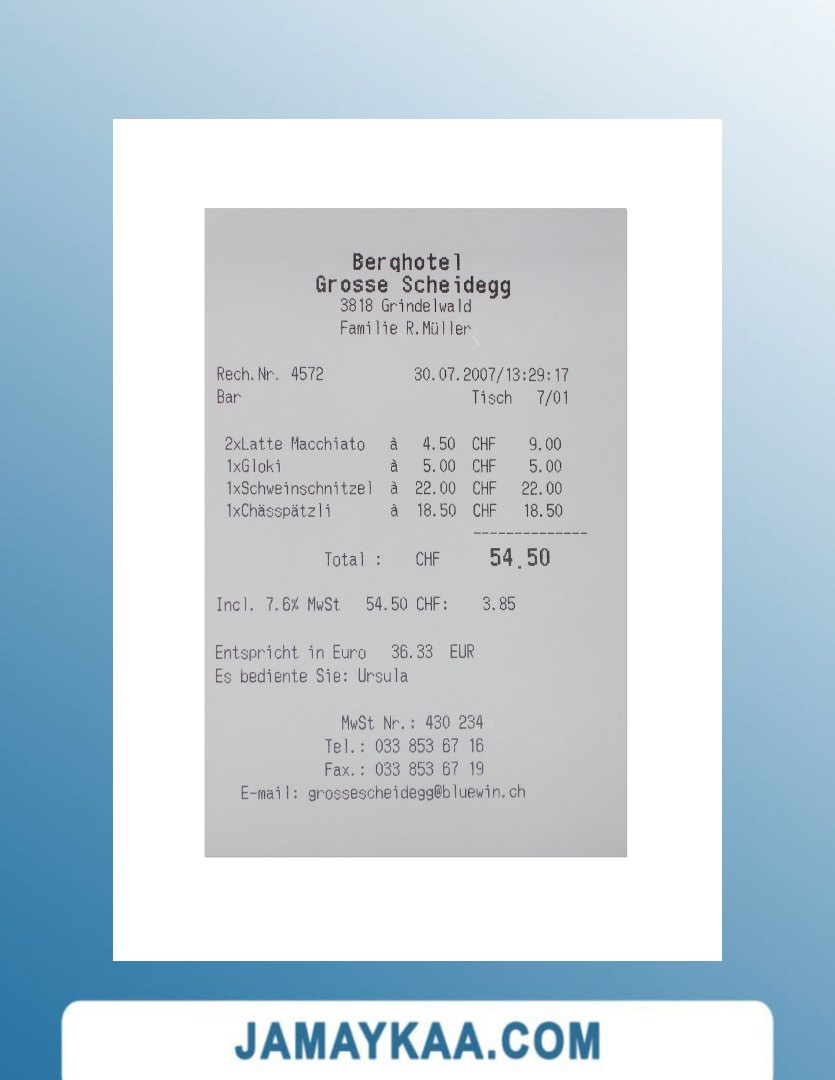 Berghotel
Grosse Scheidegg
3818 Grindelwald
Familie R.Müller
Rech.Nr. 4572 30.07.2007/13:29:17
Bar Tisch 7/01
2xLatte Macchiato à 4.50 CHF 9.00
1xGloki à 5.00 CHF 5.00
1xSchweinschnitzel à 22.00 CHF 22.00
1xChässpätzli à 18.50 CHF 18.50
Total : CHF 54.50
Incl. 7.6% MwSt 54.50 CHF: 3.85
Entspricht in Euro 36.33 EUR
Es bediente Sie: Ursula
MwSt Nr.: 430 234
Tel.: 033 853 67 16
Fax.: 033 853 67 19
E-mail: grossescheidegg@bluewin.ch
JAMAYKAA.COM